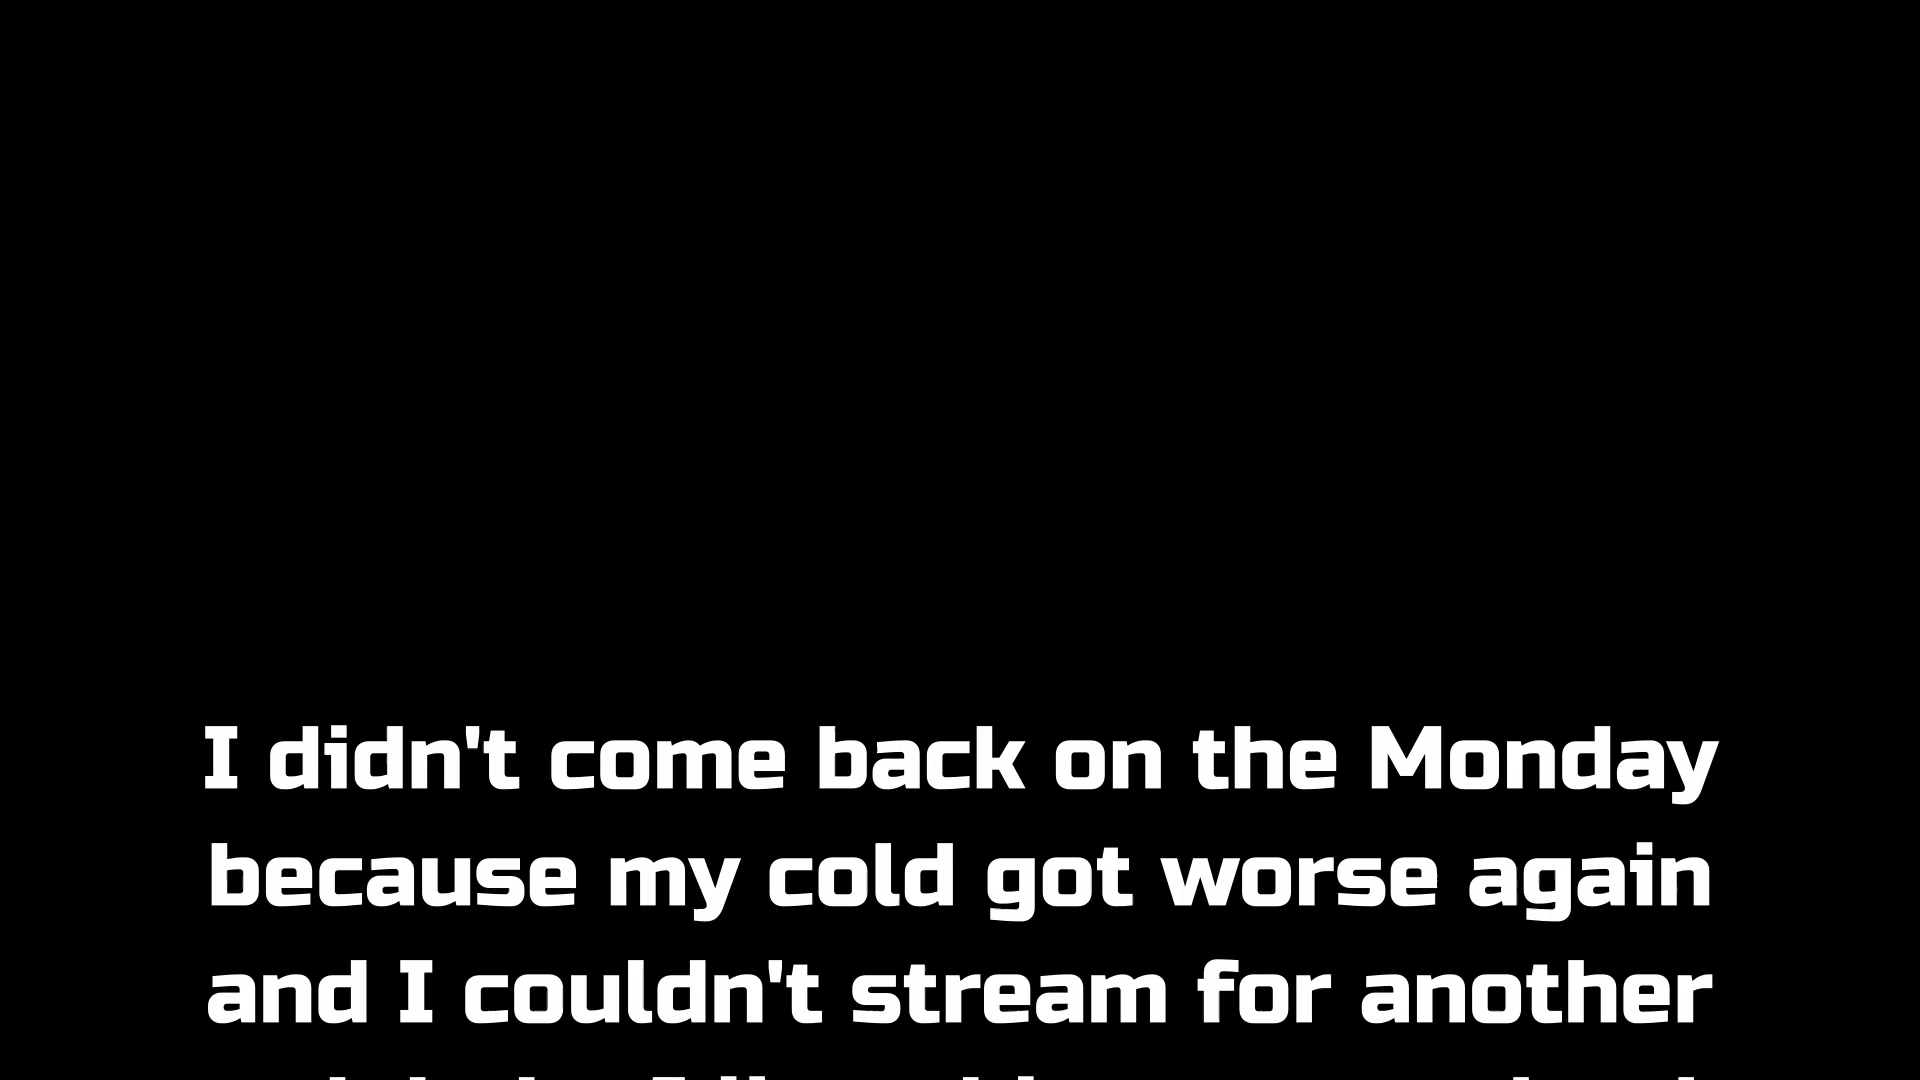 I didn't come back on the Monday
because my cold got worse again
and I couldn't stream for another